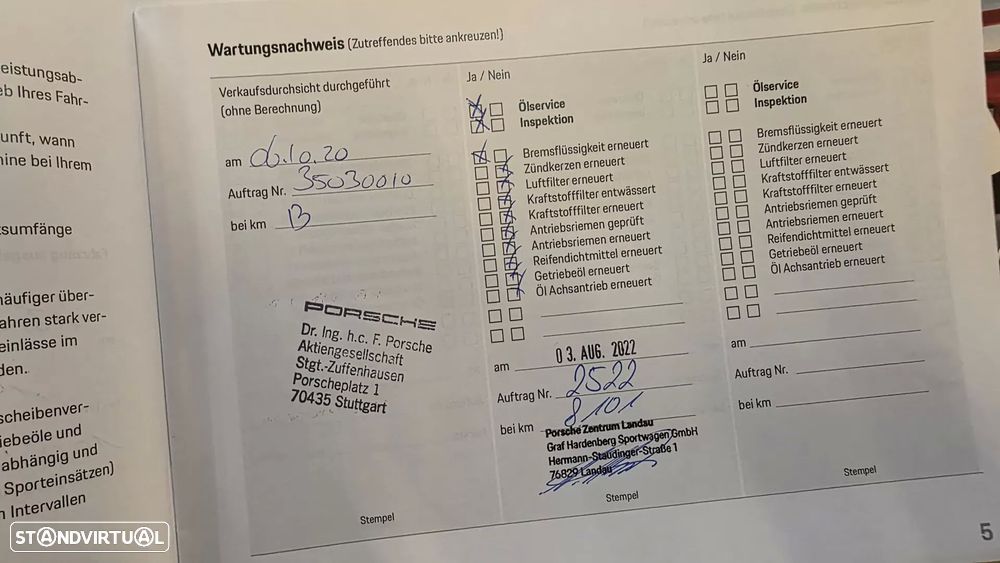 eistungsab-
eb Ihres Fahr-
unft, wann
nine bei Ihrem
tsumfänge
häufiger über-
ahren stark ver-
einlässe im
den.
scheibenver-
iebeöle und
abhängig und
Sporteinsätzen)
n Intervallen
Wartungsnachweis (Zutreffendes bitte ankreuzen!)
Verkaufsdurchsicht durchgeführt
(ohne Berechnung)
am 06.10.20
Auftrag Nr. 35030010
bei km 13
PORSCHE
Dr. Ing. h.c. F. Porsche
Aktiengesellschaft
Stgt.-Zuffenhausen
Porscheplatz 1
70435 Stuttgart
Stempel
Ja / Nein
Ölservice
Inspektion
Bremsflüssigkeit erneuert
Zündkerzen erneuert
Luftfilter erneuert
Kraftstofffilter entwässert
Kraftstofffilter erneuert
Antriebsriemen geprüft
Antriebsriemen erneuert
Reifendichtmittel erneuert
Getriebeöl erneuert
Öl Achsantrieb erneuert
am 03. AUG. 2022
Auftrag Nr. 2522
bei km 8101
Porsche Zentrum Landau
Graf Hardenberg Sportwagen GmbH
Hermann-Staudinger-Straße 1
76829 Landau
Stempel
Ja / Nein
Ölservice
Inspektion
Bremsflüssigkeit erneuert
Zündkerzen erneuert
Luftfilter erneuert
Kraftstofffilter entwässert
Kraftstofffilter erneuert
Antriebsriemen geprüft
Antriebsriemen erneuert
Reifendichtmittel erneuert
Getriebeöl erneuert
Öl Achsantrieb erneuert
am
Auftrag Nr.
bei km
Stempel
5
STANDVIRTUAL